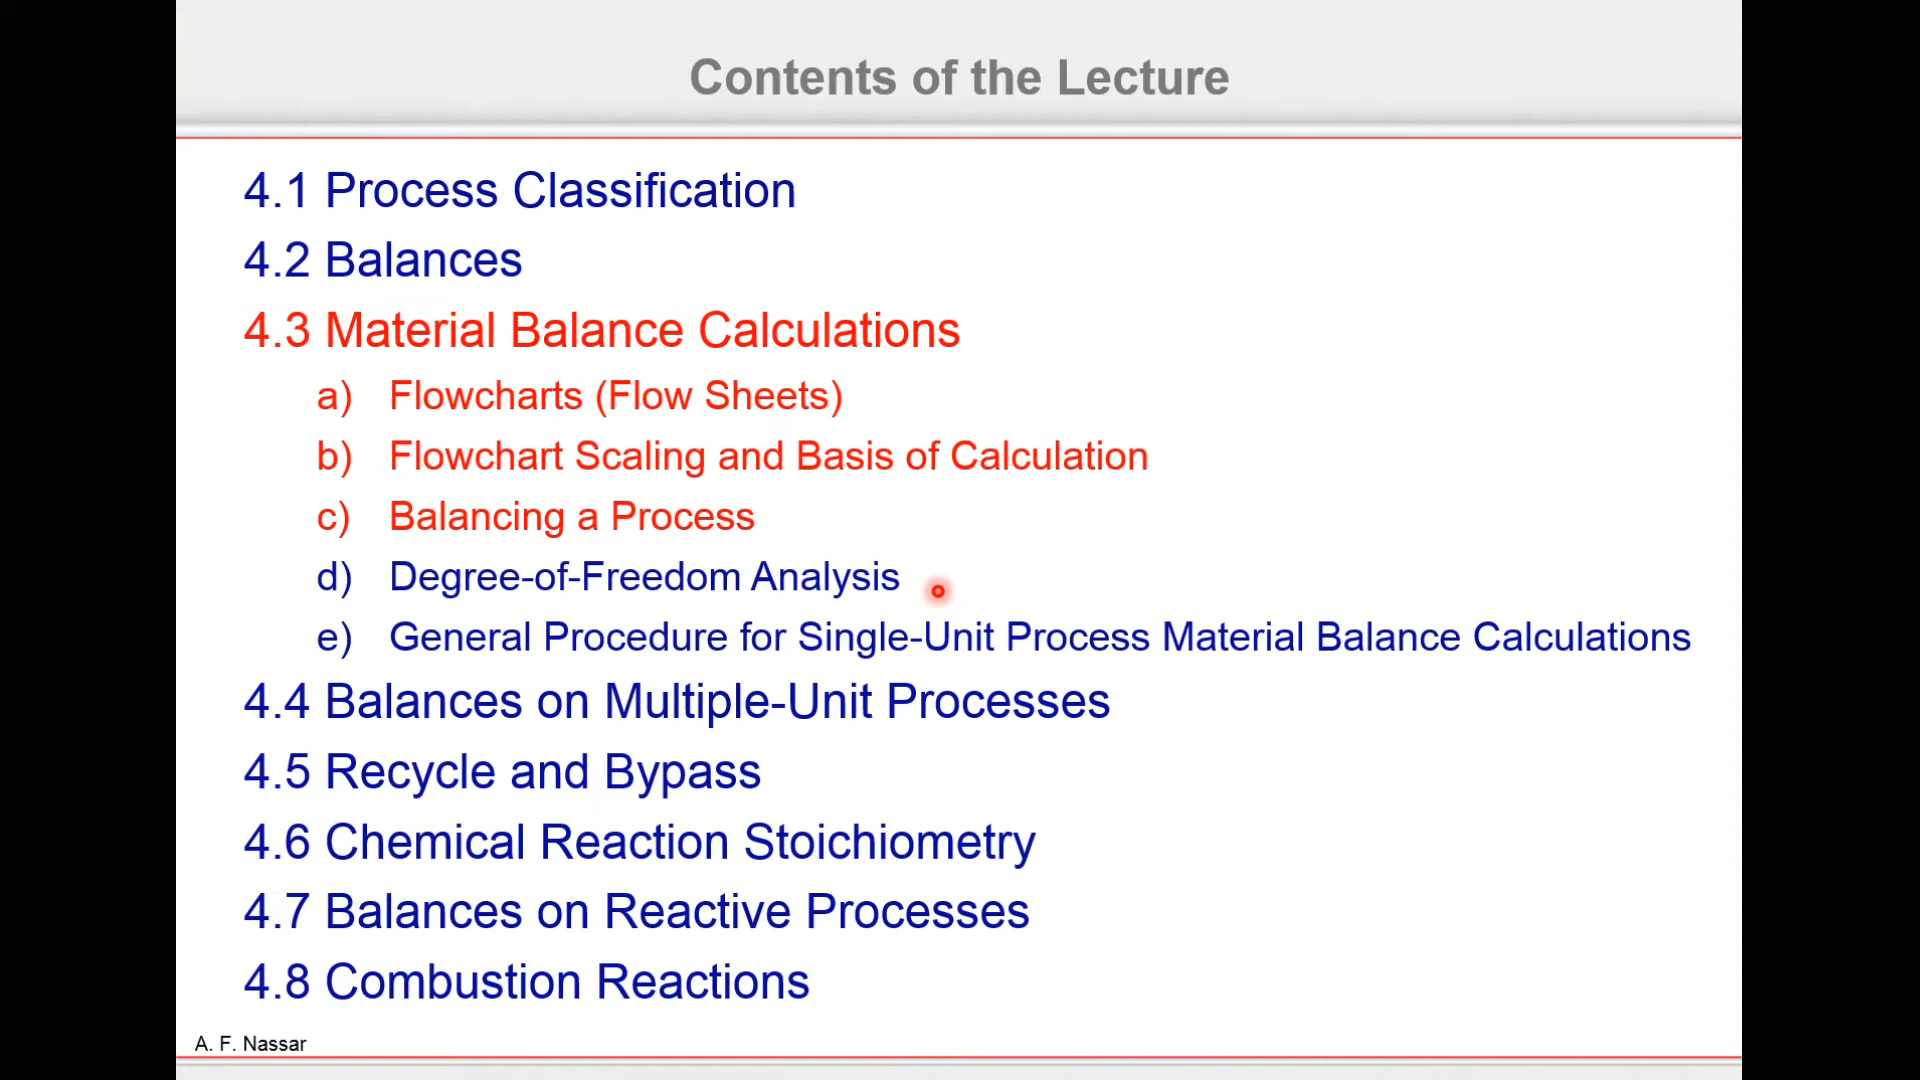 Contents of the Lecture
4.1 Process Classification
4.2 Balances
4.3 Material Balance Calculations
a) Flowcharts (Flow Sheets)
b) Flowchart Scaling and Basis of Calculation
c) Balancing a Process
d) Degree-of-Freedom Analysis
e) General Procedure for Single-Unit Process Material Balance Calculations
4.4 Balances on Multiple-Unit Processes
4.5 Recycle and Bypass
4.6 Chemical Reaction Stoichiometry
4.7 Balances on Reactive Processes
4.8 Combustion Reactions
A. F. Nassar